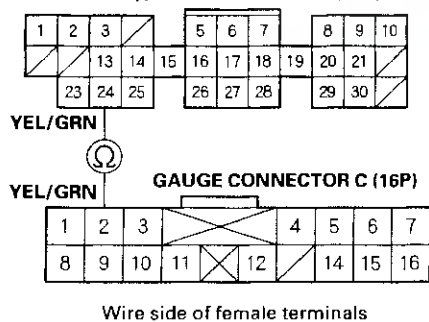 1 2 3 5 6 7 8 9 10
13 14 15 16 17 18 19 20 21
23 24 25 26 27 28 29 30
YEL/GRN
Ω
YEL/GRN
GAUGE CONNECTOR C (16P)
1 2 3 4 5 6 7
8 9 10 11 12 14 15 16
Wire side of female terminals